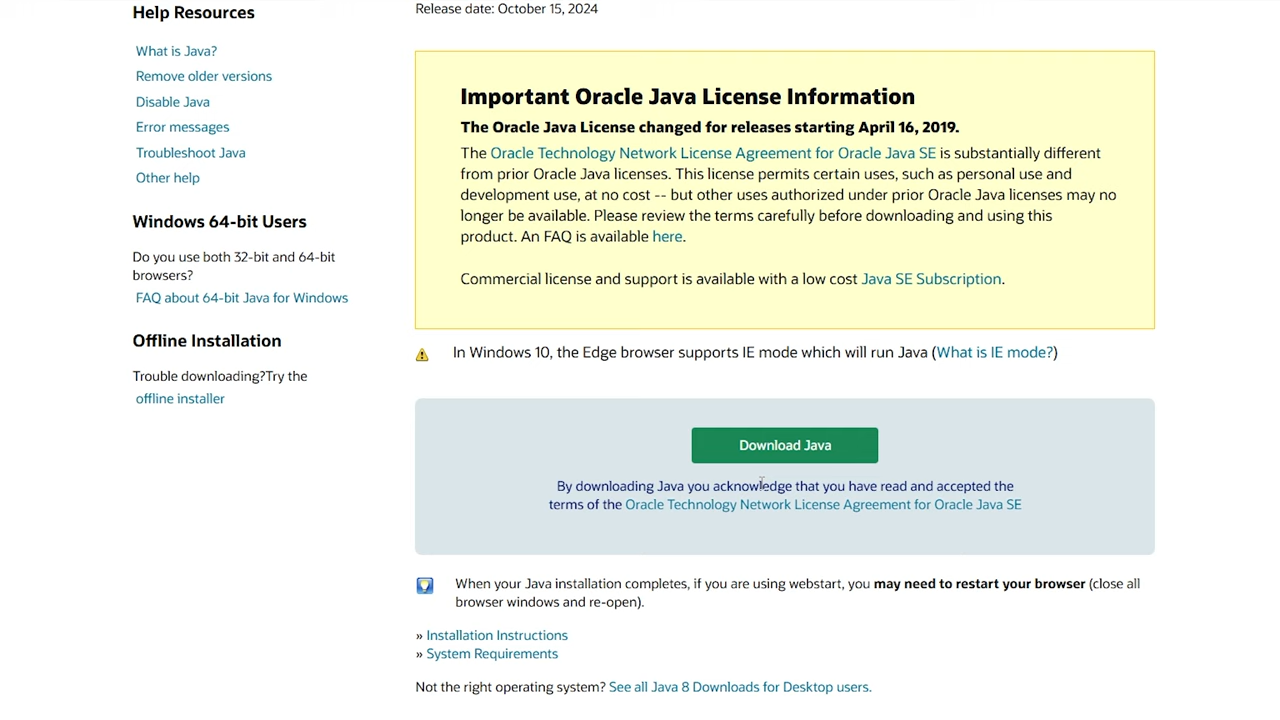 Help Resources
What is Java?
Remove older versions
Disable Java
Error messages
Troubleshoot Java
Other help
Windows 64-bit Users
Do you use both 32-bit and 64-bit
browsers?
FAQ about 64-bit Java for Windows
Offline Installation
Trouble downloading?Try the
offline installer
Release date: October 15, 2024
Important Oracle Java License Information
The Oracle Java License changed for releases starting April 16, 2019.
The Oracle Technology Network License Agreement for Oracle Java SE is substantially different
from prior Oracle Java licenses. This license permits certain uses, such as personal use and
development use, at no cost -- but other uses authorized under prior Oracle Java licenses may no
longer be available. Please review the terms carefully before downloading and using this
product. An FAQ is available here.
Commercial license and support is available with a low cost Java SE Subscription.
In Windows 10, the Edge browser supports IE mode which will run Java (What is IE mode?)
Download Java
By downloading Java you acknowledge that you have read and accepted the
terms of the Oracle Technology Network License Agreement for Oracle Java SE
When your Java installation completes, if you are using webstart, you may need to restart your browser (close all
browser windows and re-open).
» Installation Instructions
» System Requirements
Not the right operating system? See all Java 8 Downloads for Desktop users.